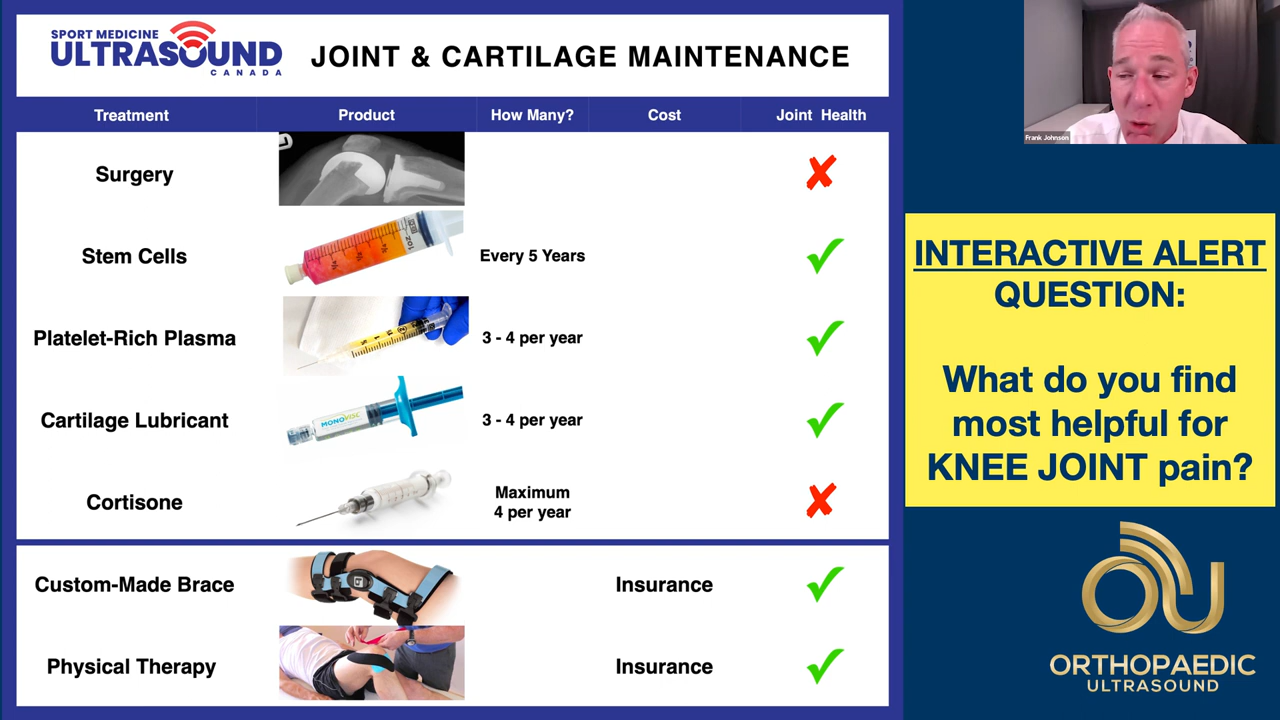 SPORT MEDICINE
ULTRASOUND
CANADA
JOINT & CARTILAGE MAINTENANCE
Treatment Product How Many? Cost Joint Health
Surgery
Stem Cells Every 5 Years
Platelet-Rich Plasma 3 - 4 per year
Cartilage Lubricant MONOVISC 3 - 4 per year
Cortisone Maximum
4 per year
Custom-Made Brace Insurance
Physical Therapy Insurance
Frank Johnson
INTERACTIVE ALERT
QUESTION:
What do you find
most helpful for
KNEE JOINT pain?
ORTHOPAEDIC
ULTRASOUND